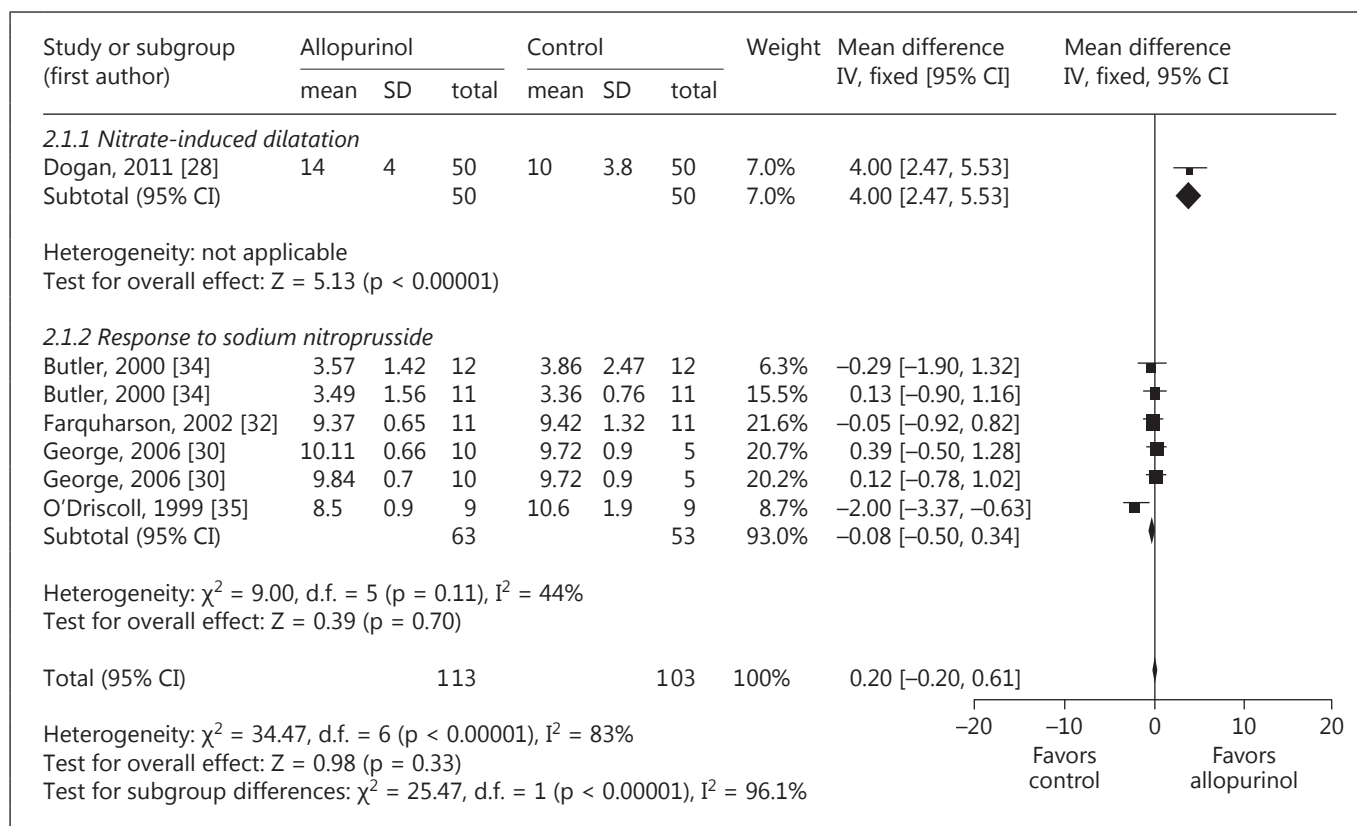 Study or subgroup (first author) Allopurinol Control Weight Mean difference IV, fixed [95% CI] Mean difference IV, fixed, 95% CI
mean SD total mean SD total
2.1.1 Nitrate-induced dilatation
Dogan, 2011 [28] 14 4 50 10 3.8 50 7.0% 4.00 [2.47, 5.53]
Subtotal (95% CI) 50 50 7.0% 4.00 [2.47, 5.53]
Heterogeneity: not applicable
Test for overall effect: Z = 5.13 (p < 0.00001)
2.1.2 Response to sodium nitroprusside
Butler, 2000 [34] 3.57 1.42 12 3.86 2.47 12 6.3% –0.29 [–1.90, 1.32]
Butler, 2000 [34] 3.49 1.56 11 3.36 0.76 11 15.5% 0.13 [–0.90, 1.16]
Farquharson, 2002 [32] 9.37 0.65 11 9.42 1.32 11 21.6% –0.05 [–0.92, 0.82]
George, 2006 [30] 10.11 0.66 10 9.72 0.9 5 20.7% 0.39 [–0.50, 1.28]
George, 2006 [30] 9.84 0.7 10 9.72 0.9 5 20.2% 0.12 [–0.78, 1.02]
O'Driscoll, 1999 [35] 8.5 0.9 9 10.6 1.9 9 8.7% –2.00 [–3.37, –0.63]
Subtotal (95% CI) 63 53 93.0% –0.08 [–0.50, 0.34]
Heterogeneity: χ² = 9.00, d.f. = 5 (p = 0.11), I² = 44%
Test for overall effect: Z = 0.39 (p = 0.70)
Total (95% CI) 113 103 100% 0.20 [–0.20, 0.61]
Heterogeneity: χ² = 34.47, d.f. = 6 (p < 0.00001), I² = 83%
Test for overall effect: Z = 0.98 (p = 0.33)
Test for subgroup differences: χ² = 25.47, d.f. = 1 (p < 0.00001), I² = 96.1%
–20 –10 0 10 20
Favors control Favors allopurinol